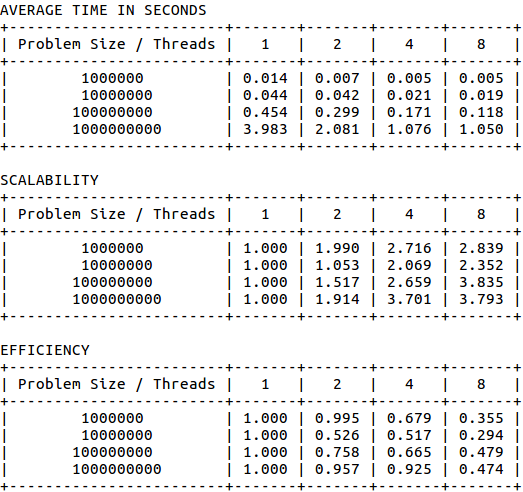 AVERAGE TIME IN SECONDS
+------------------------+-------+-------+-------+-------+
| Problem Size / Threads |   1   |   2   |   4   |   8   |
+------------------------+-------+-------+-------+-------+
|        1000000         | 0.014 | 0.007 | 0.005 | 0.005 |
|        10000000        | 0.044 | 0.042 | 0.021 | 0.019 |
|       100000000        | 0.454 | 0.299 | 0.171 | 0.118 |
|       1000000000       | 3.983 | 2.081 | 1.076 | 1.050 |
+------------------------+-------+-------+-------+-------+

SCALABILITY
+------------------------+-------+-------+-------+-------+
| Problem Size / Threads |   1   |   2   |   4   |   8   |
+------------------------+-------+-------+-------+-------+
|        1000000         | 1.000 | 1.990 | 2.716 | 2.839 |
|        10000000        | 1.000 | 1.053 | 2.069 | 2.352 |
|       100000000        | 1.000 | 1.517 | 2.659 | 3.835 |
|       1000000000       | 1.000 | 1.914 | 3.701 | 3.793 |
+------------------------+-------+-------+-------+-------+

EFFICIENCY
+------------------------+-------+-------+-------+-------+
| Problem Size / Threads |   1   |   2   |   4   |   8   |
+------------------------+-------+-------+-------+-------+
|        1000000         | 1.000 | 0.995 | 0.679 | 0.355 |
|        10000000        | 1.000 | 0.526 | 0.517 | 0.294 |
|       100000000        | 1.000 | 0.758 | 0.665 | 0.479 |
|       1000000000       | 1.000 | 0.957 | 0.925 | 0.474 |
+------------------------+-------+-------+-------+-------+